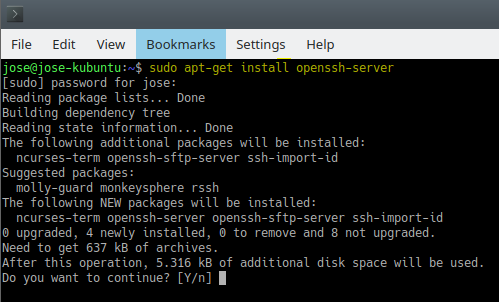 File Edit View Bookmarks Settings Help
jose@jose-kubuntu:~$ sudo apt-get install openssh-server
[sudo] password for jose:
Reading package lists... Done
Building dependency tree
Reading state information... Done
The following additional packages will be installed:
  ncurses-term openssh-sftp-server ssh-import-id
Suggested packages:
  molly-guard monkeysphere rssh
The following NEW packages will be installed:
  ncurses-term openssh-server openssh-sftp-server ssh-import-id
0 upgraded, 4 newly installed, 0 to remove and 8 not upgraded.
Need to get 637 kB of archives.
After this operation, 5.316 kB of additional disk space will be used.
Do you want to continue? [Y/n]